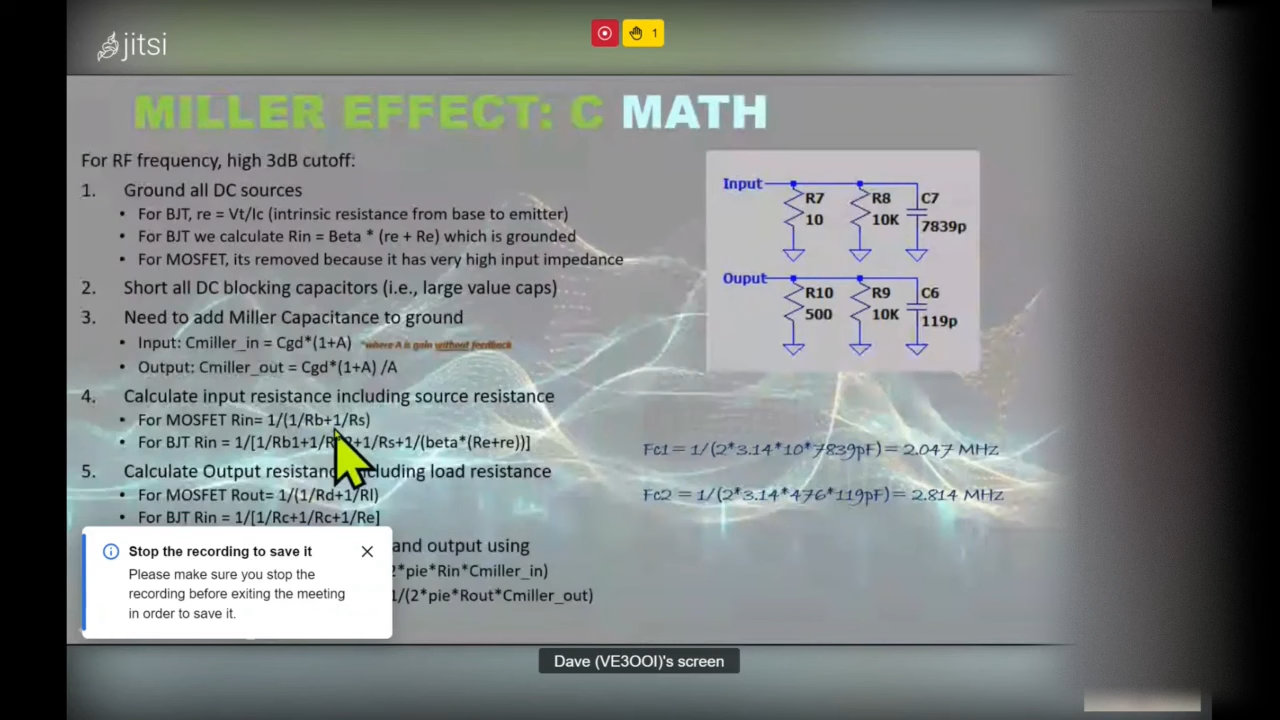 jitsi
1
MILLER EFFECT: C MATH
For RF frequency, high 3dB cutoff:
1. Ground all DC sources
• For BJT, re = Vt/Ic (intrinsic resistance from base to emitter)
• For BJT we calculate Rin = Beta * (re + Re) which is grounded
• For MOSFET, its removed because it has very high input impedance
2. Short all DC blocking capacitors (i.e., large value caps)
3. Need to add Miller Capacitance to ground
• Input: Cmiller_in = Cgd*(1+A) *where A is gain without feedback
• Output: Cmiller_out = Cgd*(1+A) /A
4. Calculate input resistance including source resistance
• For MOSFET Rin= 1/(1/Rb+1/Rs)
• For BJT Rin = 1/[1/Rb1+1/ +1/Rs+1/(beta*(Re+re))]
5. Calculate Output including load resistance
• For MOSFET Rout= 1/(1/Rd+1/Rl)
• For BJT Rin = 1/[1/Rc+1/Rc+1/Re]
and output using
2*pie*Rin*Cmiller_in)
1/(2*pie*Rout*Cmiller_out)
Input
R7
10
R8
10K
C7
7839p
Ouput
R10
500
R9
10K
C6
119p
Fc1 = 1/(2*3.14*10*7839pF) = 2.047 MHz
Fc2 = 1/(2*3.14*476*119pF) = 2.814 MHz
Stop the recording to save it
Please make sure you stop the
recording before exiting the meeting
in order to save it.
Dave (VE3OOI)'s screen